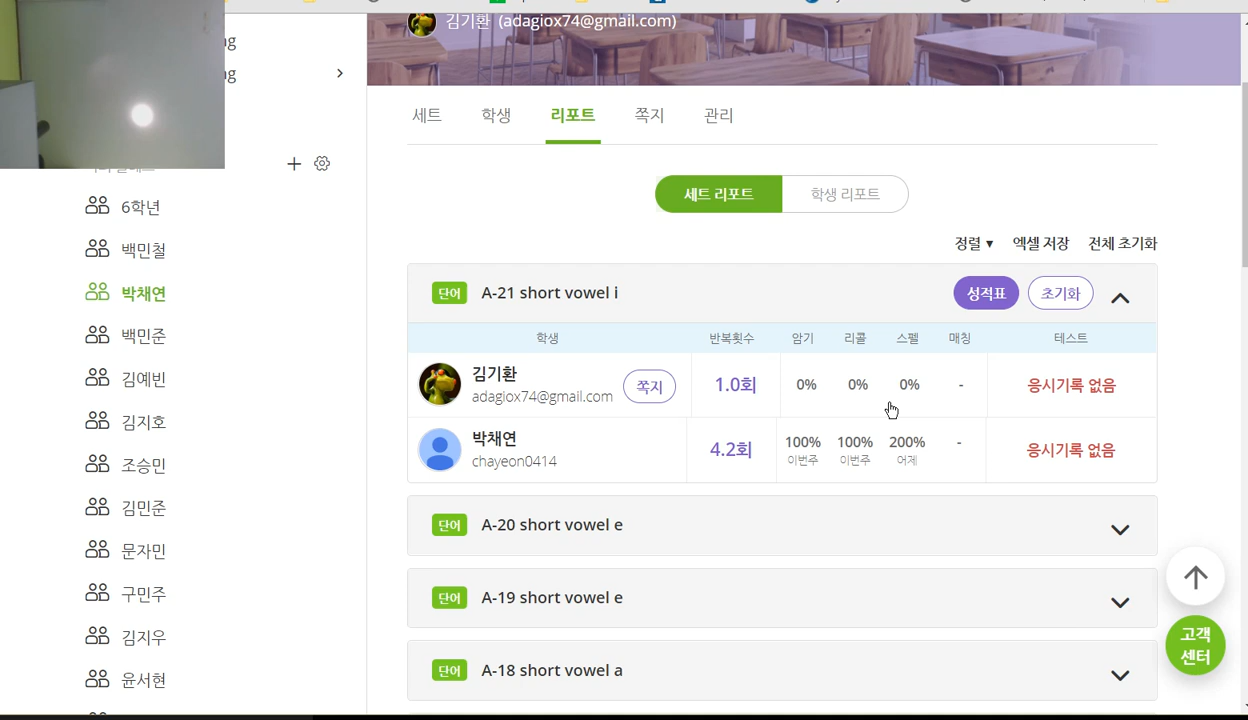 김기환 (adagiox74@gmail.com)
세트 학생 리포트 쪽지 관리
세트 리포트 학생 리포트
정렬 ▼ 엑셀 저장 전체 초기화
단어 A-21 short vowel i 성적표 초기화
학생 반복횟수 암기 리콜 스펠 매칭 테스트
김기환 쪽지 1.0회 0% 0% 0% - 응시기록 없음
adagiox74@gmail.com
박채연 4.2회 100% 100% 200% - 응시기록 없음
chayeon0414 이번주 이번주 어제
단어 A-20 short vowel e
단어 A-19 short vowel e
단어 A-18 short vowel a
6학년
백민철
박채연
백민준
김예빈
김지호
조승민
김민준
문자민
구민주
김지우
윤서현
고객
센터